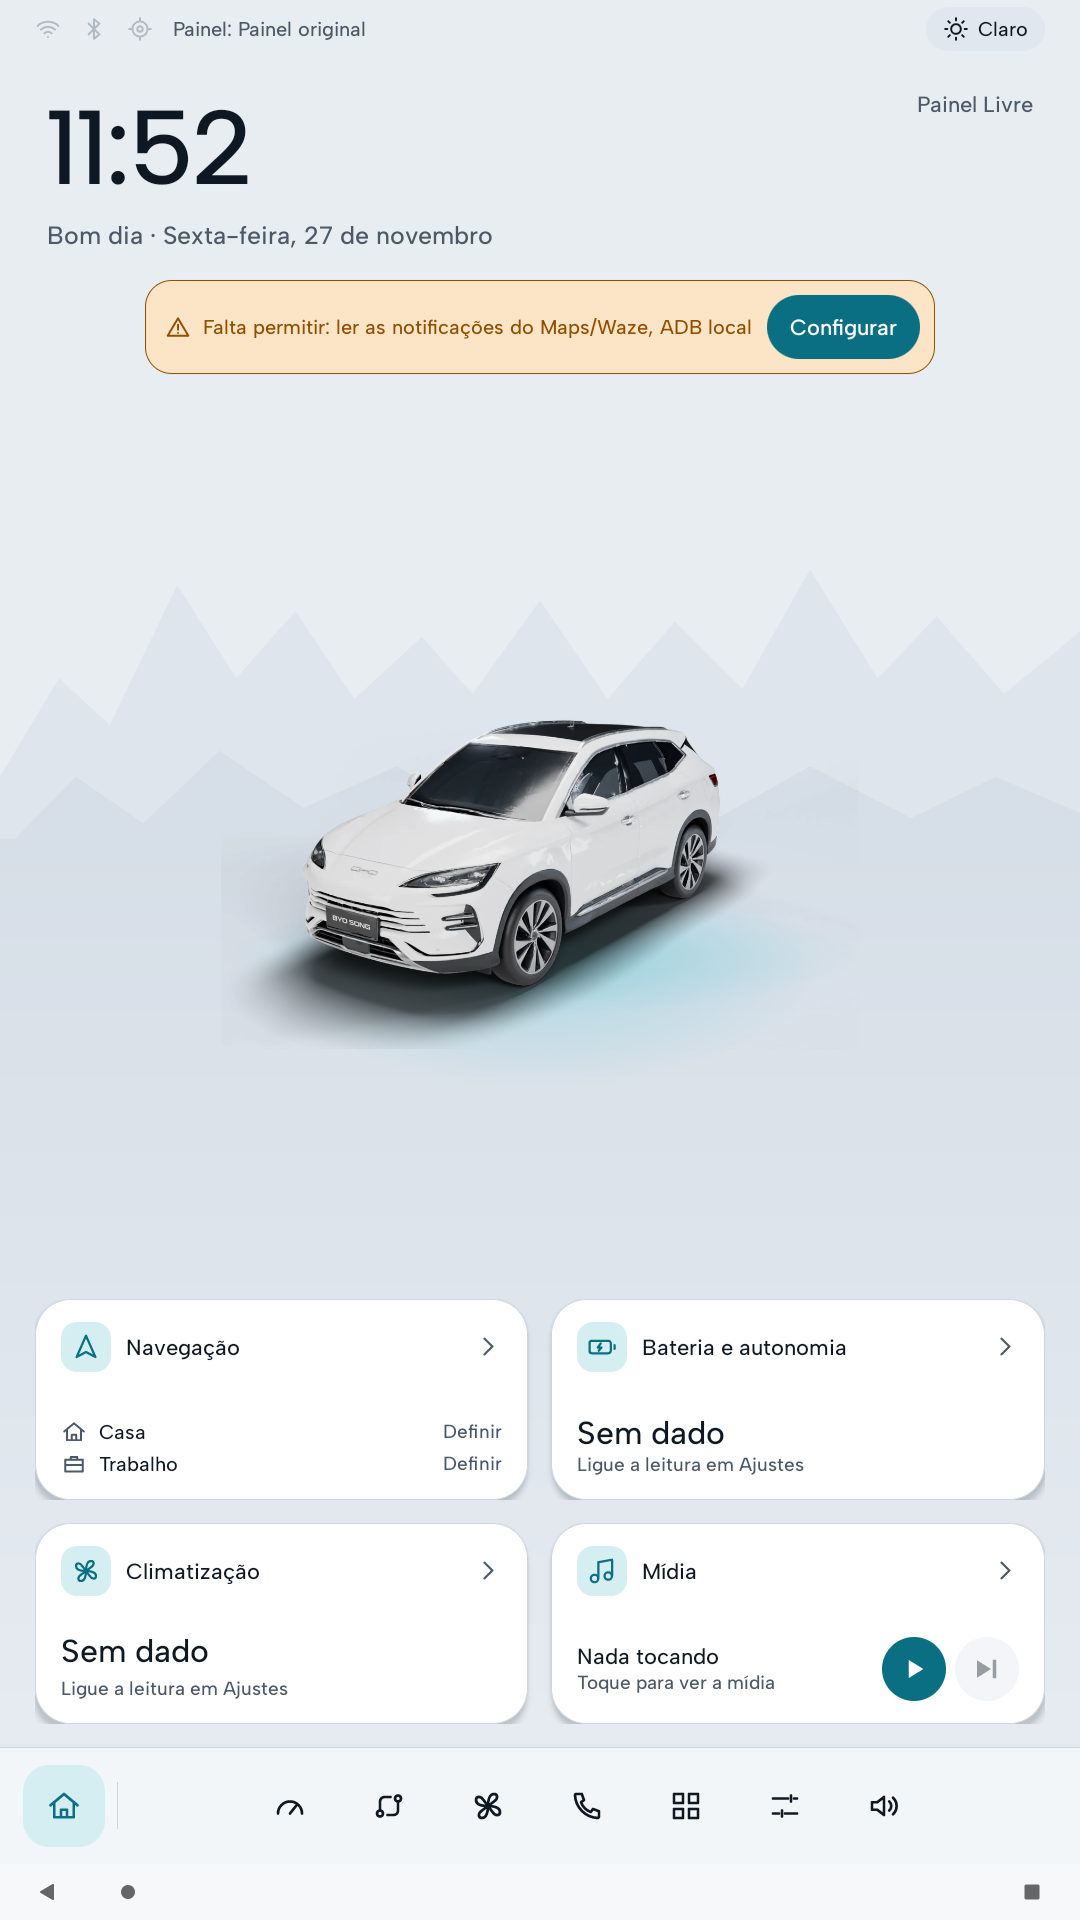 Painel: Painel original
Claro
11:52
Painel Livre
Bom dia · Sexta-feira, 27 de novembro
Falta permitir: ler as notificações do Maps/Waze, ADB local
Configurar
BYD SONG
Navegação
Casa
Definir
Trabalho
Definir
Bateria e autonomia
Sem dado
Ligue a leitura em Ajustes
Climatização
Sem dado
Ligue a leitura em Ajustes
Mídia
Nada tocando
Toque para ver a mídia